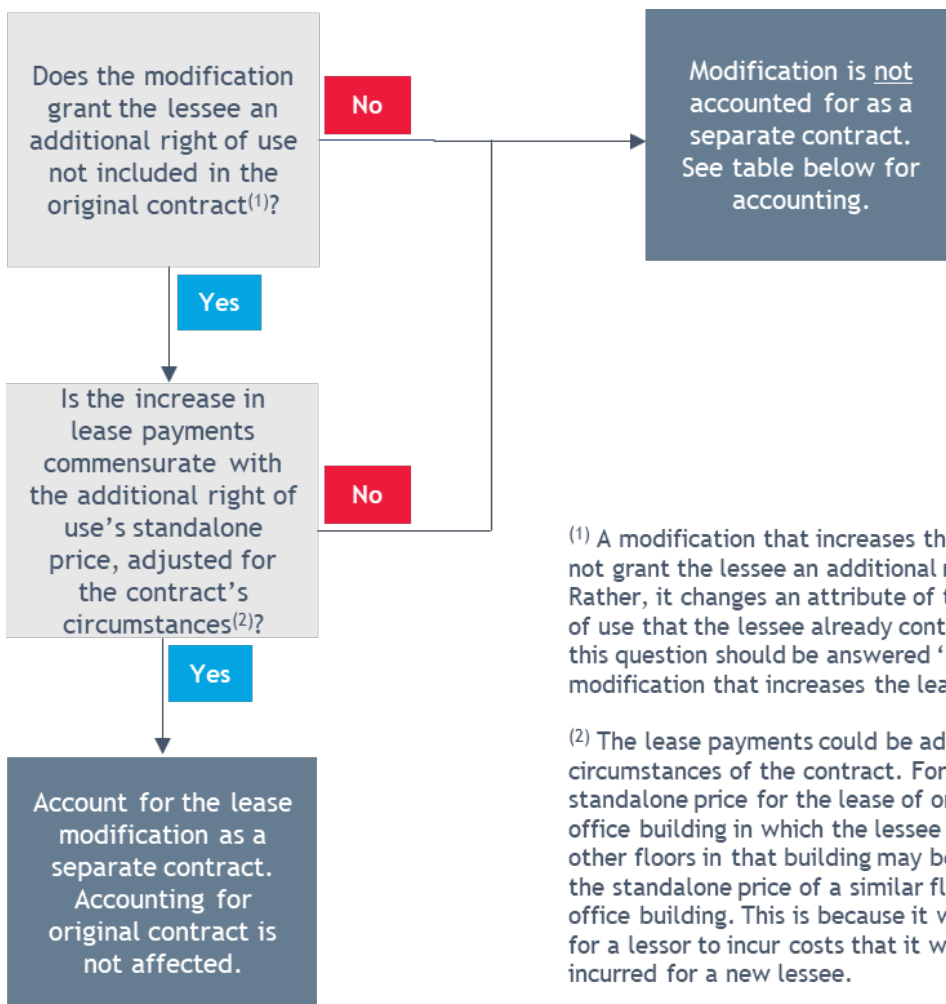 Does the modification
grant the lessee an
additional right of use
not included in the
original contract(1)?
No
Modification is not
accounted for as a
separate contract.
See table below for
accounting.
Yes
Is the increase in
lease payments
commensurate with
the additional right of
use's standalone
price, adjusted for
the contract's
circumstances(2)?
No
Yes
Account for the lease
modification as a
separate contract.
Accounting for
original contract is
not affected.
(1) A modification that increases th
not grant the lessee an additional
Rather, it changes an attribute of
of use that the lessee already cont
this question should be answered '
modification that increases the lea
(2) The lease payments could be ad
circumstances of the contract. For
standalone price for the lease of o
office building in which the lessee
other floors in that building may be
the standalone price of a similar fl
office building. This is because it w
for a lessor to incur costs that it w
incurred for a new lessee.